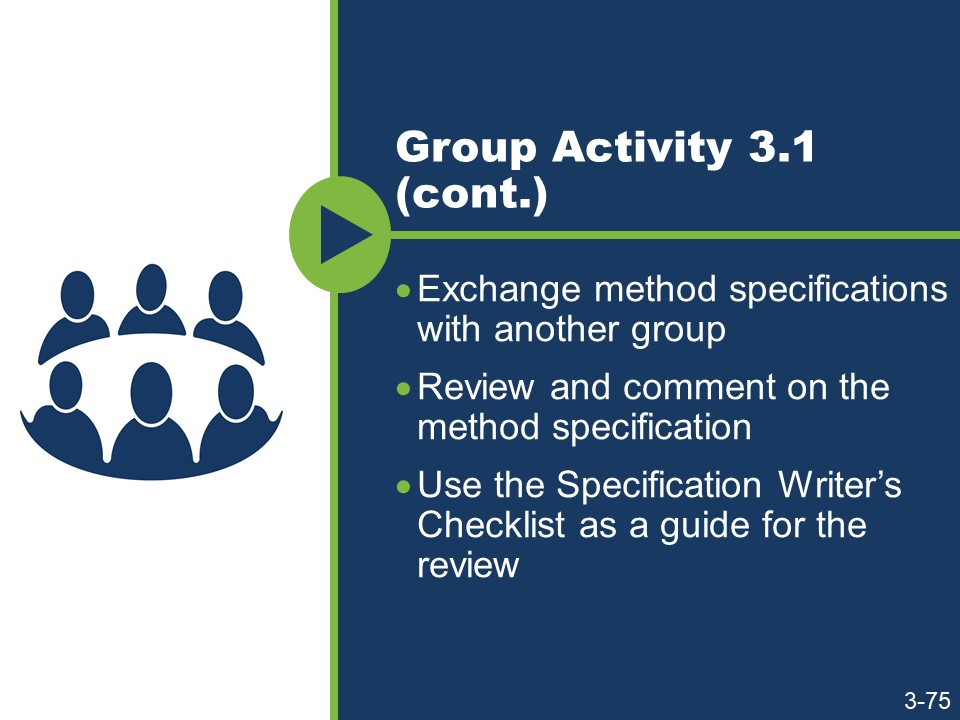 Group Activity 3.1
(cont.)
• Exchange method specifications
with another group
• Review and comment on the
method specification
• Use the Specification Writer’s
Checklist as a guide for the
review
3-75